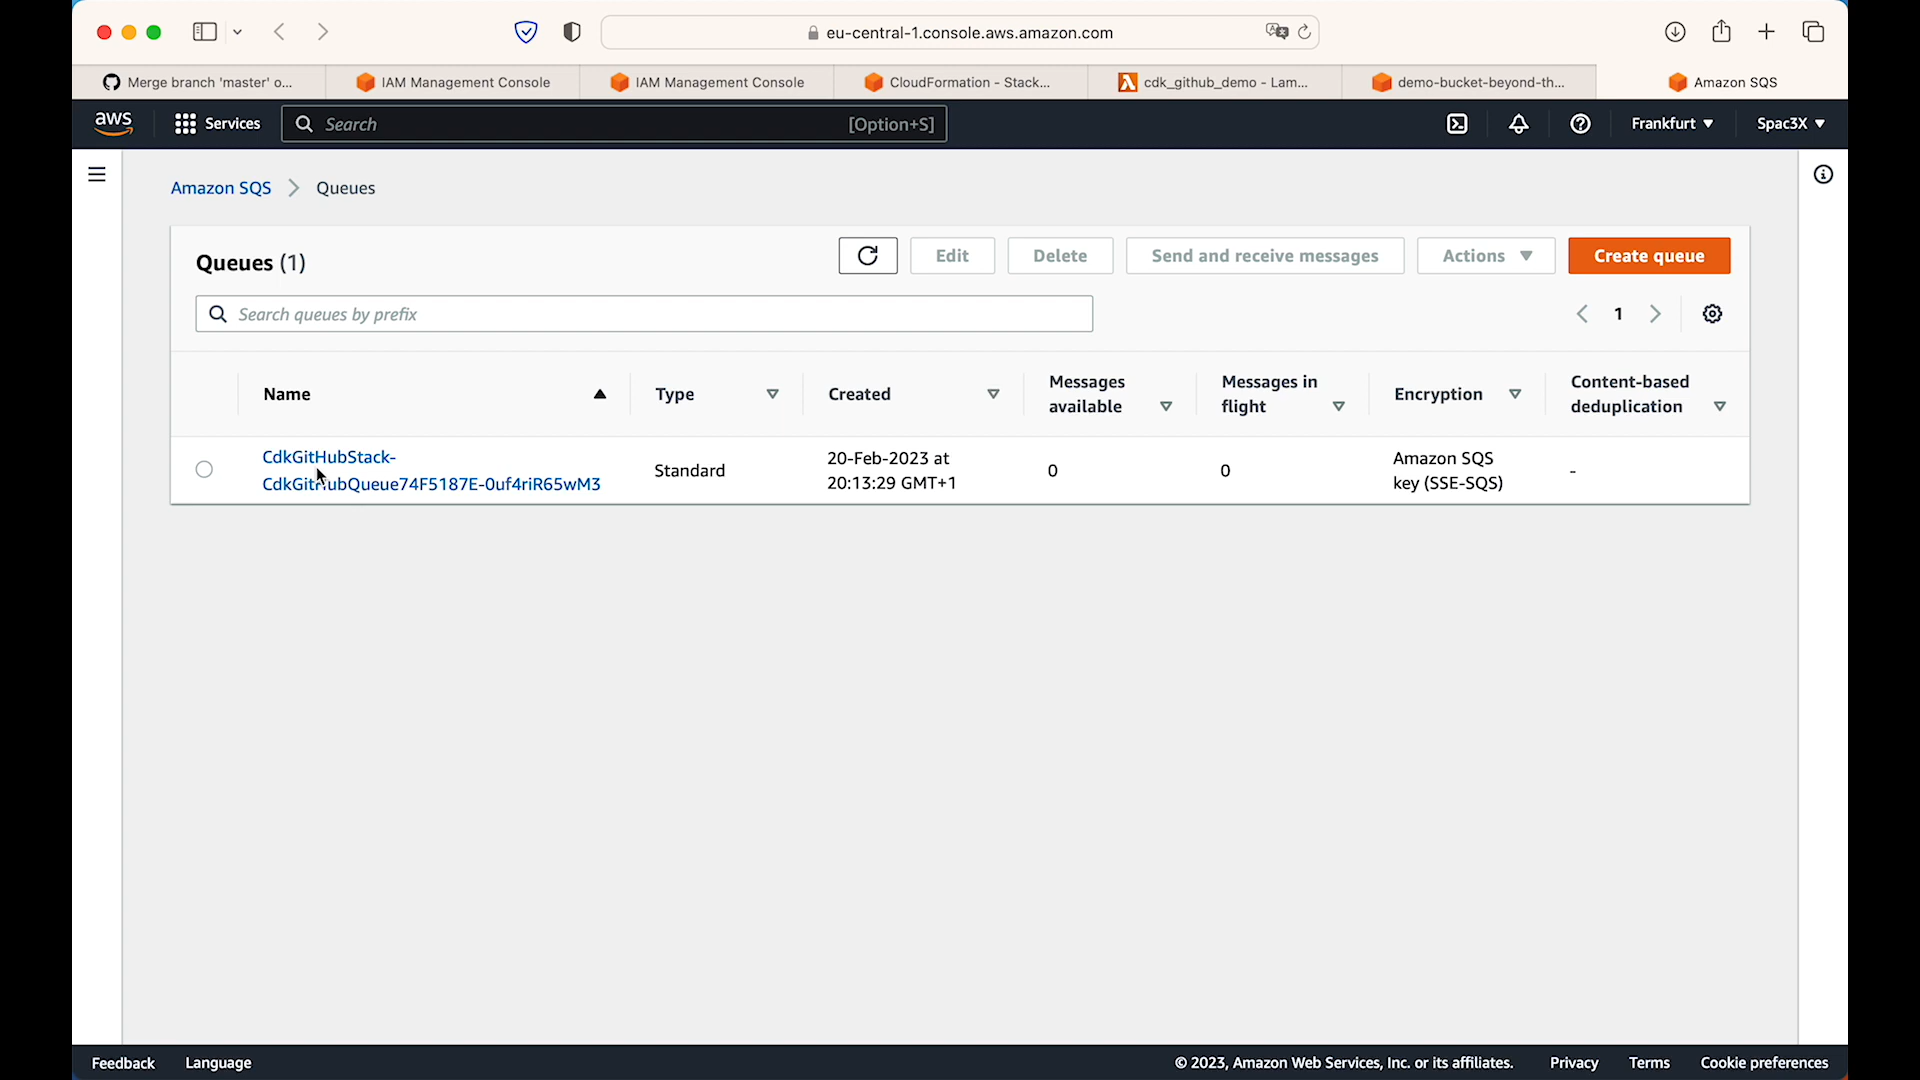 eu-central-1.console.aws.amazon.com
Merge branch 'master' o...
IAM Management Console
IAM Management Console
CloudFormation - Stack...
cdk_github_demo - Lam...
demo-bucket-beyond-th...
Amazon SQS
aws
Services
Search
[Option+S]
Frankfurt
Spac3X
Amazon SQS
Queues
Queues (1)
Edit
Delete
Send and receive messages
Actions
Create queue
Search queues by prefix
1
Name
Type
Created
Messages
available
Messages in
flight
Encryption
Content-based
deduplication
CdkGitHubStack-
CdkGitHubQueue74F5187E-0uf4riR65wM3
Standard
20-Feb-2023 at
20:13:29 GMT+1
0
0
Amazon SQS
key (SSE-SQS)
-
Feedback
Language
© 2023, Amazon Web Services, Inc. or its affiliates.
Privacy
Terms
Cookie preferences